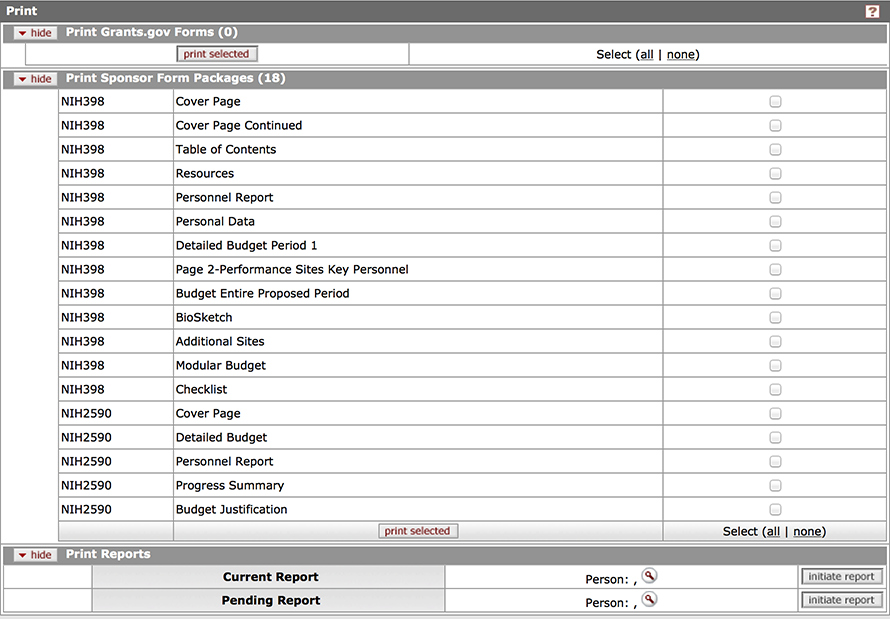 Print ?
hide Print Grants.gov Forms (0)
print selected Select (all | none)
hide Print Sponsor Form Packages (18)
NIH398 Cover Page
NIH398 Cover Page Continued
NIH398 Table of Contents
NIH398 Resources
NIH398 Personnel Report
NIH398 Personal Data
NIH398 Detailed Budget Period 1
NIH398 Page 2-Performance Sites Key Personnel
NIH398 Budget Entire Proposed Period
NIH398 BioSketch
NIH398 Additional Sites
NIH398 Modular Budget
NIH398 Checklist
NIH2590 Cover Page
NIH2590 Detailed Budget
NIH2590 Personnel Report
NIH2590 Progress Summary
NIH2590 Budget Justification
print selected Select (all | none)
hide Print Reports
Current Report Person: , initiate report
Pending Report Person: , initiate report